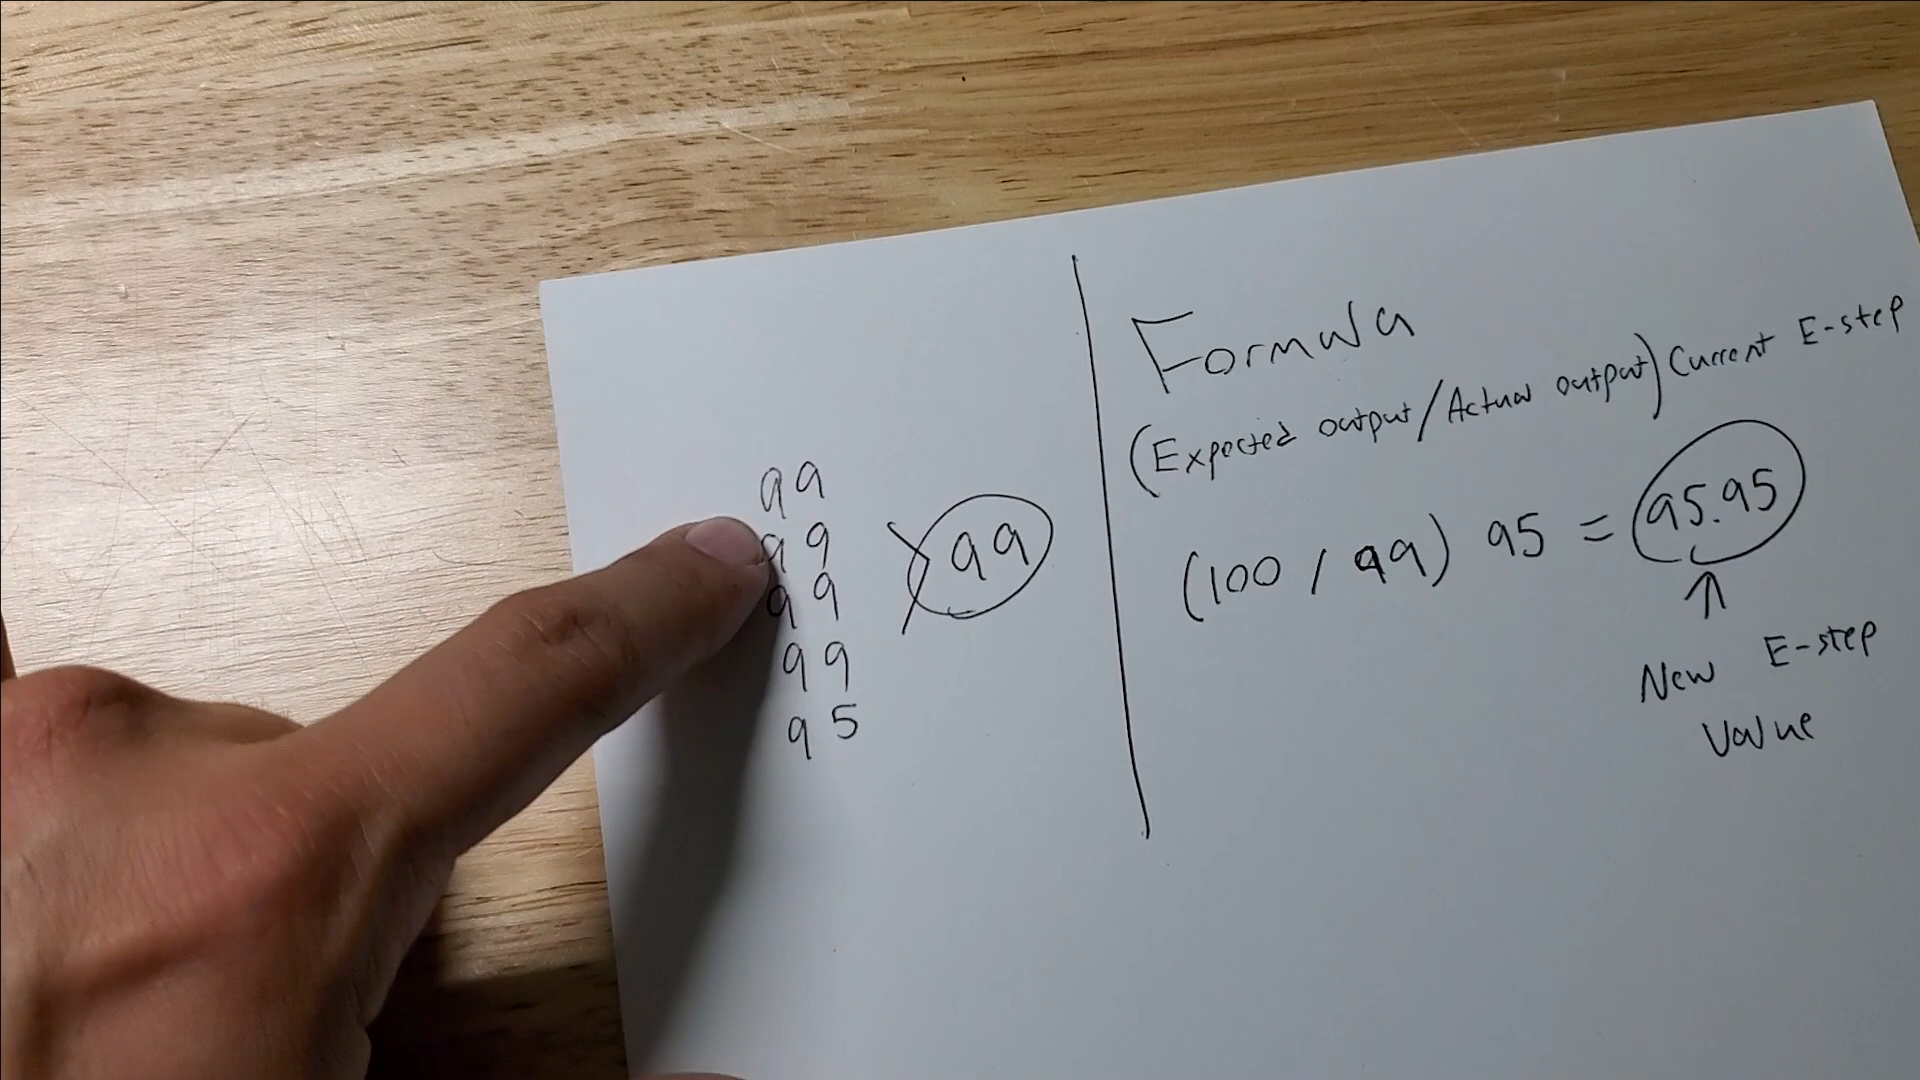 99
99
99
99
95
99
Formula
(Expected output/Actual output) Current E-step
(100 / 99) 95 = 95.95
↑
New E-step
Value